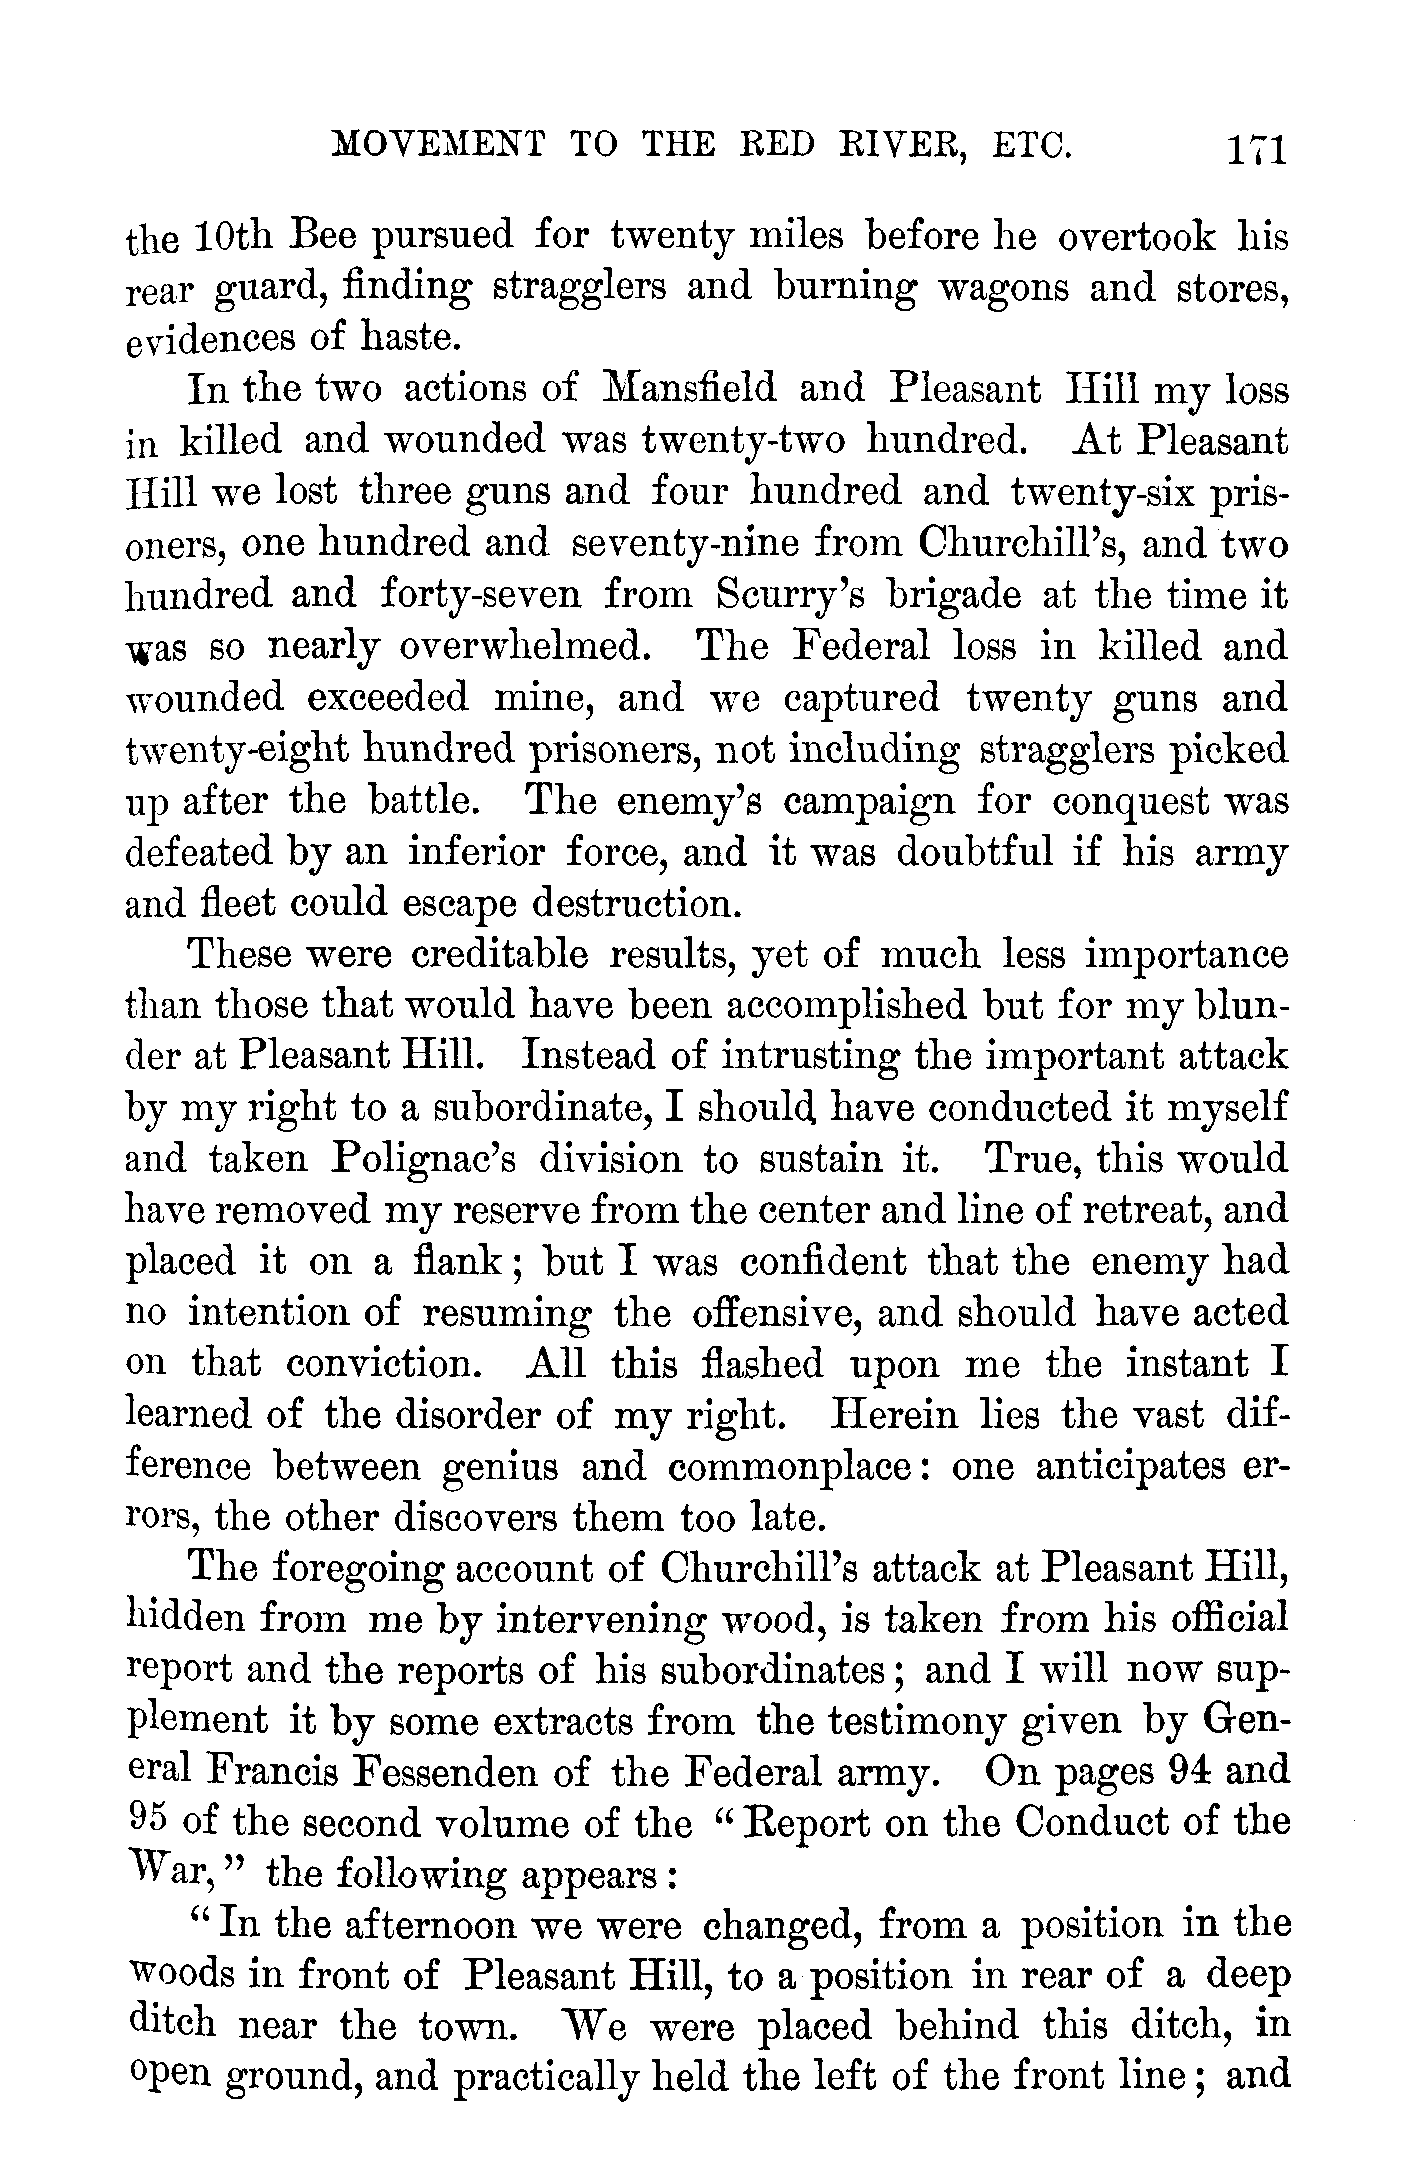 MOVEMENT TO THE RED RIVER, ETC. 171
the 10th Bee pursued for twenty miles before he overtook his
rear guard, finding stragglers and burning wagons and stores,
evidences of haste.
In the two actions of Mansfield and Pleasant Hill my loss
in killed and wounded was twenty-two hundred. At Pleasant
Hill we lost three guns and four hundred and twenty-six pris-
oners, one hundred and seventy-nine from Churchill's, and two
hundred and forty-seven from Scurry's brigade at the time it
was so nearly overwhelmed. The Federal loss in killed and
wounded exceeded mine, and we captured twenty guns and
twenty-eight hundred prisoners, not including stragglers picked
up after the battle. The enemy's campaign for conquest was
defeated by an inferior force, and it was doubtful if his army
and fleet could escape destruction.
These were creditable results, yet of much less importance
than those that would have been accomplished but for my blun-
der at Pleasant Hill. Instead of intrusting the important attack
by my right to a subordinate, I should have conducted it myself
and taken Polignac's division to sustain it. True, this would
have removed my reserve from the center and line of retreat, and
placed it on a flank; but I was confident that the enemy had
no intention of resuming the offensive, and should have acted
on that conviction. All this flashed upon me the instant I
learned of the disorder of my right. Herein lies the vast dif-
ference between genius and commonplace: one anticipates er-
rors, the other discovers them too late.
The foregoing account of Churchill's attack at Pleasant Hill,
hidden from me by intervening wood, is taken from his official
report and the reports of his subordinates; and I will now sup-
plement it by some extracts from the testimony given by Gen-
eral Francis Fessenden of the Federal army. On pages 94 and
95 of the second volume of the "Report on the Conduct of the
War," the following appears:
"In the afternoon we were changed, from a position in the
woods in front of Pleasant Hill, to a position in rear of a deep
ditch near the town. We were placed behind this ditch, in
open ground, and practically held the left of the front line; and